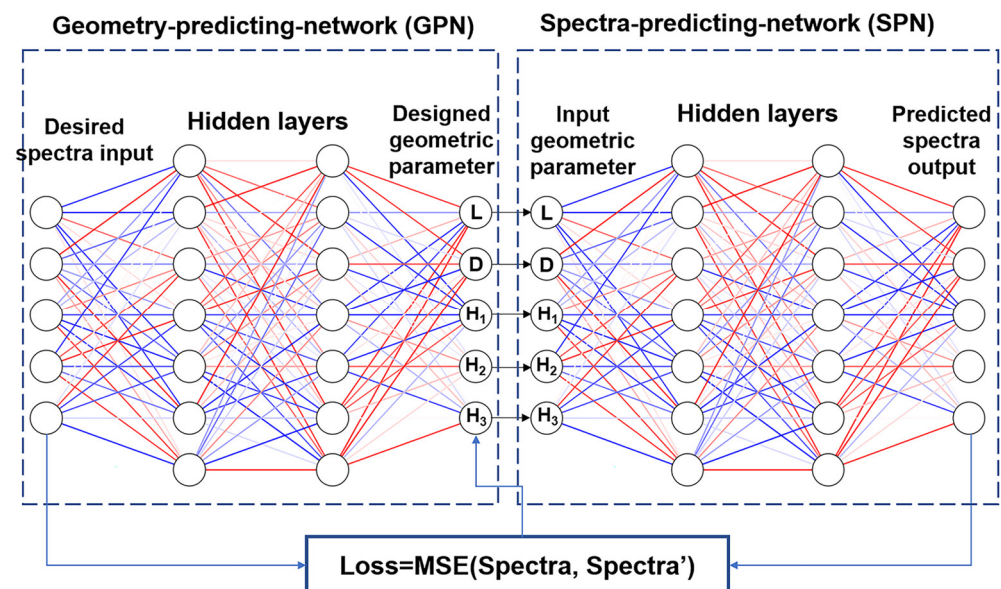 Geometry-predicting-network (GPN)
Spectra-predicting-network (SPN)
Desired
spectra input
Hidden layers
Designed
geometric
parameter
Input
geometric
parameter
Hidden layers
Predicted
spectra
output
L
D
H₁
H₂
H₃
L
D
H₁
H₂
H₃
Loss=MSE(Spectra, Spectra’)